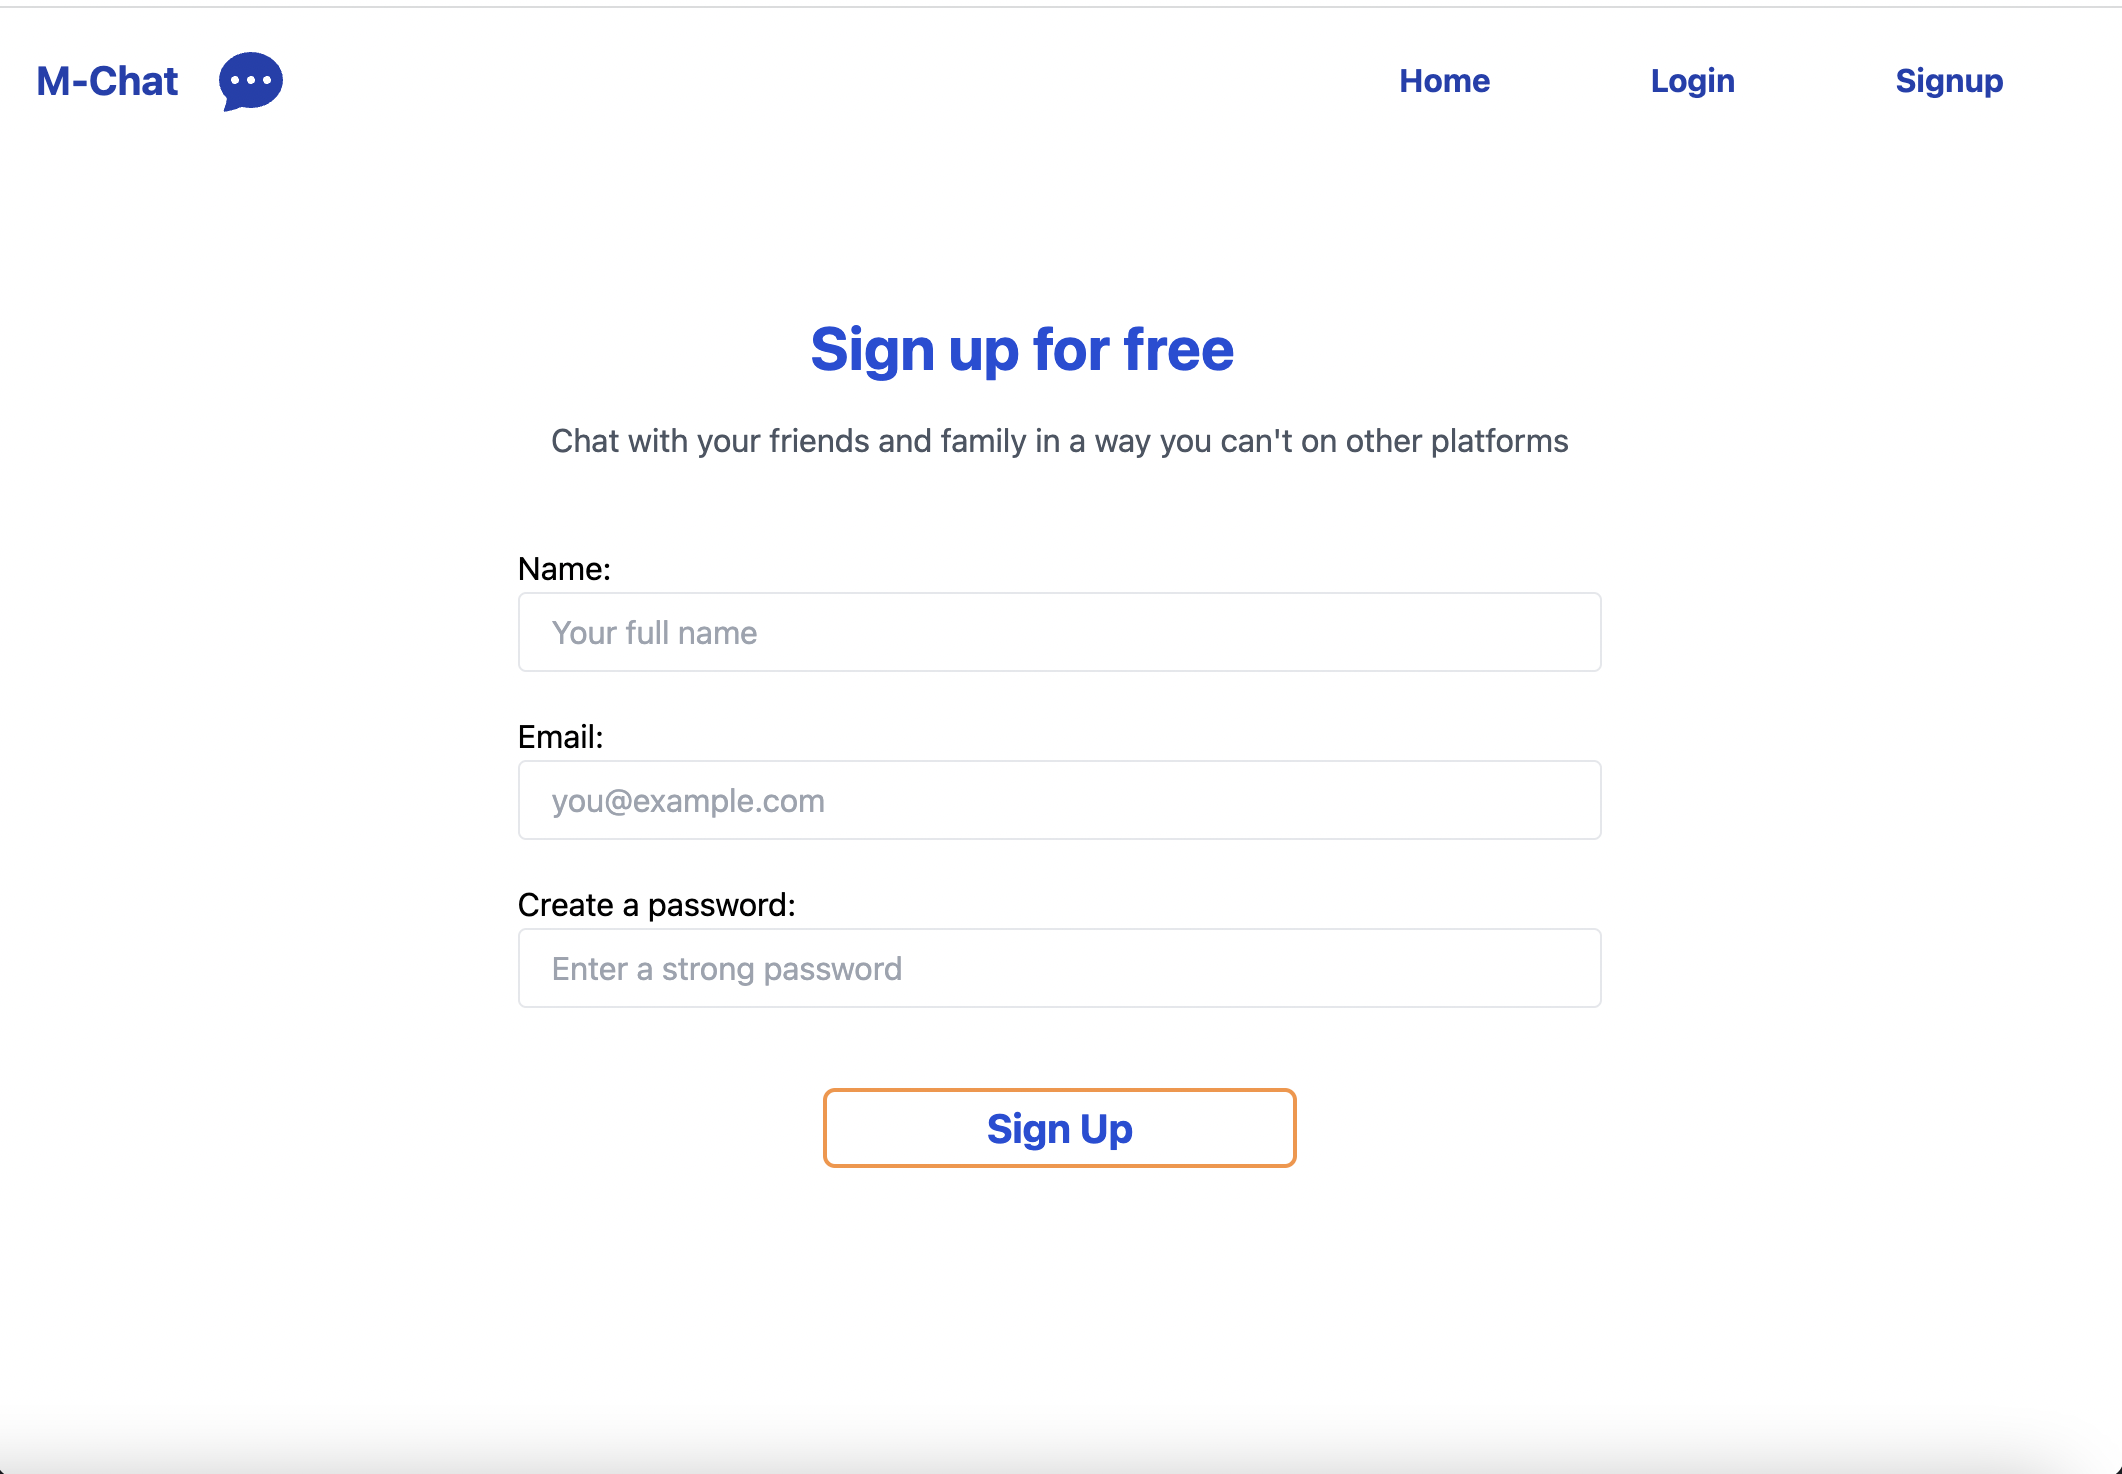 M-Chat
Home Login Signup
Sign up for free
Chat with your friends and family in a way you can't on other platforms
Name:
Your full name
Email:
you@example.com
Create a password:
Enter a strong password
Sign Up